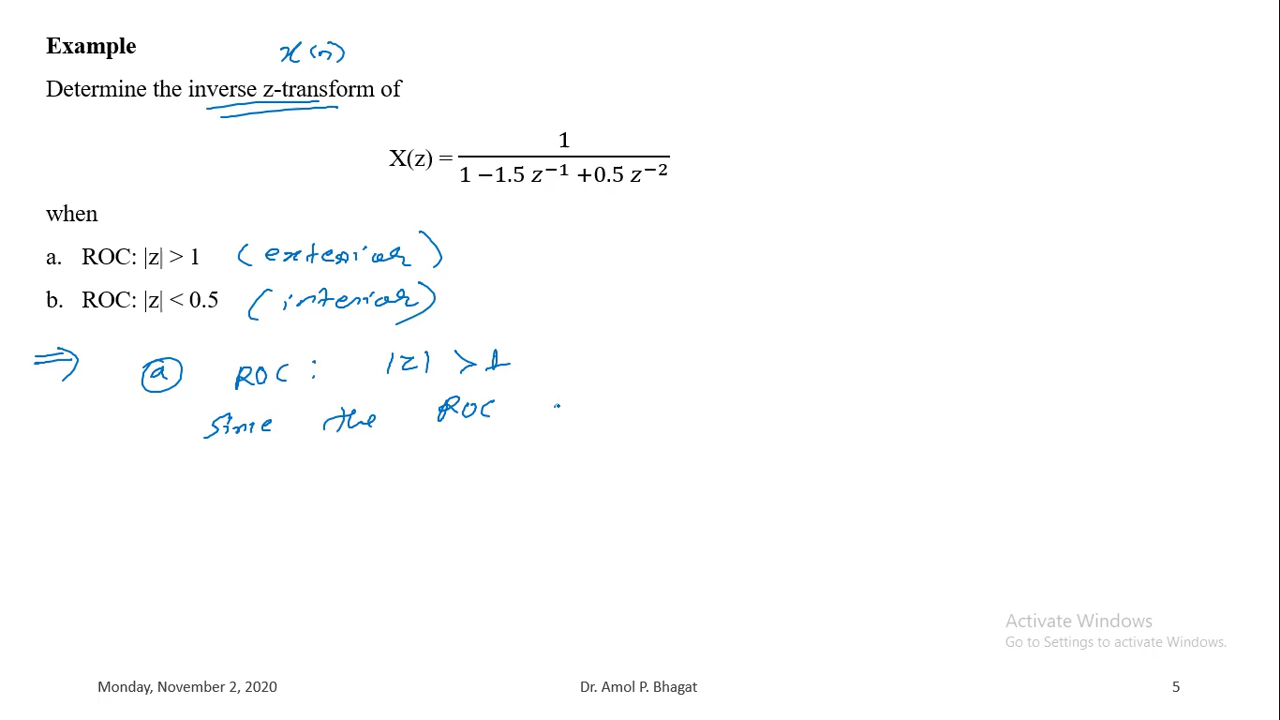 Example
x(n)
Determine the inverse z-transform of
X(z) = 1 / (1 −1.5 z⁻¹ +0.5 z⁻²)
when
a. ROC: |z| > 1 (exterior)
b. ROC: |z| < 0.5 (interior)
⇒ (a) ROC : |z| > 1
Since the ROC
Activate Windows
Go to Settings to activate Windows.
Monday, November 2, 2020 Dr. Amol P. Bhagat 5